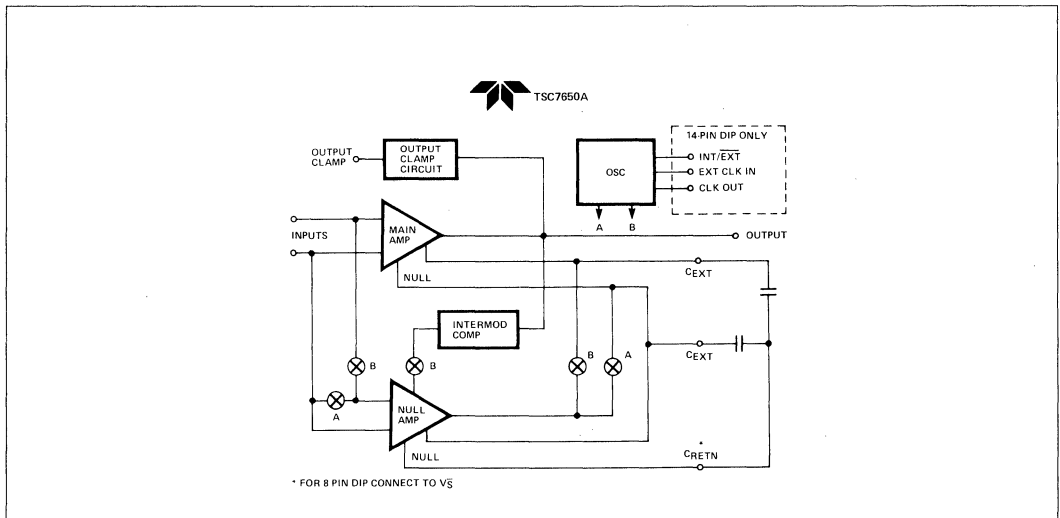 TSC7650A
14-PIN DIP ONLY
OUTPUT
CLAMP
OUTPUT
CLAMP
CIRCUIT
OSC
INT/E̅X̅T̅
EXT CLK IN
CLK OUT
A
B
INPUTS
MAIN
AMP
OUTPUT
NULL
CEXT
INTERMOD
COMP
B
B
B
A
CEXT
A
NULL
AMP
NULL
*
CRETN
* FOR 8 PIN DIP CONNECT TO VS̅